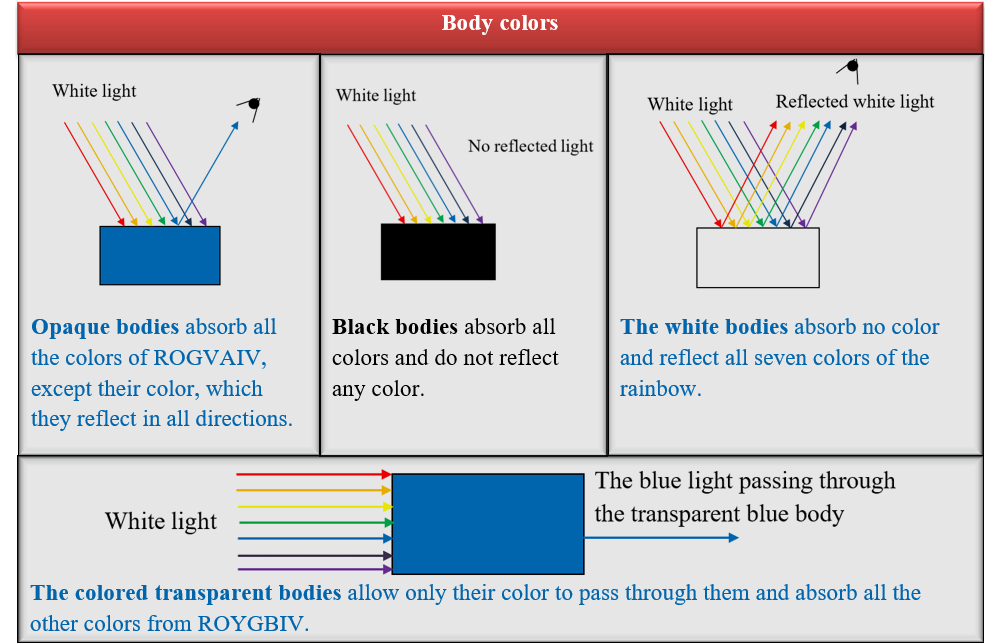 Body colors
White light
Opaque bodies absorb all
the colors of ROGVAIV,
except their color, which
they reflect in all directions.
White light
No reflected light
Black bodies absorb all
colors and do not reflect
any color.
White light
Reflected white light
The white bodies absorb no color
and reflect all seven colors of the
rainbow.
White light
The blue light passing through
the transparent blue body
The colored transparent bodies allow only their color to pass through them and absorb all the
other colors from ROYGBIV.